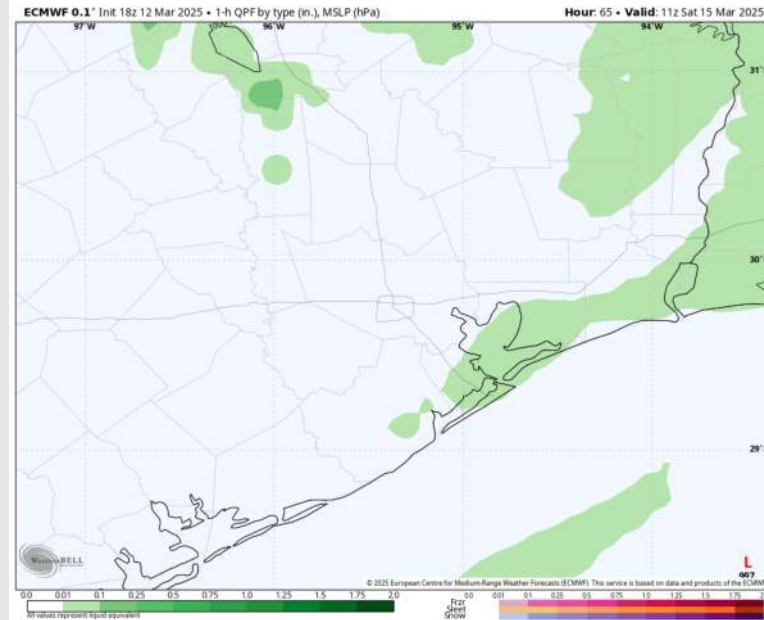 ECMWF 0.1° Init 18z 12 Mar 2025 • 1-h QPF by type (in.), MSLP (hPa)
Hour: 65 • Valid: 11z Sat 15 Mar 2025
97°W 96°W 95°W 94°W
31°
30°
29°
L
997
WeatherBELL
© 2025 European Centre for Medium-Range Weather Forecasts (ECMWF). This service is based on data and products of the ECMWF
0.0 0.01 0.1 0.25 0.5 0.75 1.0 1.25 1.5 1.75 2.0
All values represent liquid equivalent
0.0 0.01 0.1 0.25 0.5 0.75 1.0 1.25 1.5 1.75
Frzr
Sleet
Snow